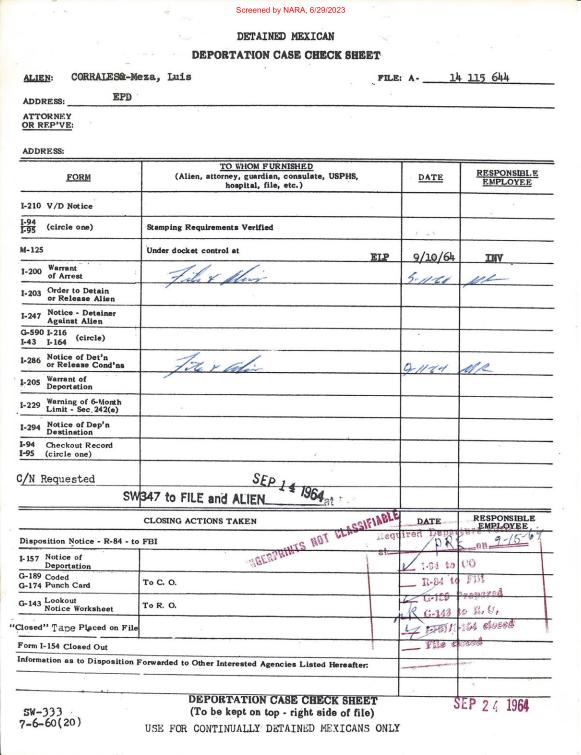 Screened by NARA, 6/29/2023
DETAINED MEXICAN
DEPORTATION CASE CHECK SHEET
ALIEN: CORRALES&-Meza, Luis FILE: A- 14 115 644
ADDRESS: EPD
ATTORNEY
OR REP'VE:
ADDRESS:
FORM TO WHOM FURNISHED (Alien, attorney, guardian, consulate, USPHS, hospital, file, etc.) DATE RESPONSIBLE EMPLOYEE
I-210 V/D Notice
I-94 I-95 (circle one) Stamping Requirements Verified
M-125 Under docket control at ELP 9/10/64 INV
I-200 Warrant of Arrest File & Alien 9-11-64
I-203 Order to Detain or Release Alien
I-247 Notice - Detainer Against Alien
G-590 I-216
I-43 I-164 (circle)
I-286 Notice of Det'n or Release Cond'ns File & Alien 9-11-64
I-205 Warrant of Deportation
I-229 Warning of 6-Month Limit - Sec. 242(e)
I-294 Notice of Dep'n Destination
I-94 Checkout Record
I-95 (circle one)
C/N Requested SEP 14 1964
SW347 to FILE and ALIEN at
CLOSING ACTIONS TAKEN DATE RESPONSIBLE EMPLOYEE
FINGERPRINTS NOT CLASSIFIABLE
Required Departure
at PRE on 9-15-64
Disposition Notice - R-84 - to FBI
I-157 Notice of Deportation
I-94 to CO
G-189 Coded
G-174 Punch Card To C. O.
R-84 to FBI
G-189 Prepared
G-143 Lookout Notice Worksheet To R. O.
G-143 to R.O.
"Closed" Tape Placed on File
I-154 closed
Form I-154 Closed Out
File closed
Information as to Disposition Forwarded to Other Interested Agencies Listed Hereafter:
SEP 24 1964
DEPORTATION CASE CHECK SHEET
SW-333 (To be kept on top - right side of file)
7-6-60(20) USE FOR CONTINUALLY DETAINED MEXICANS ONLY